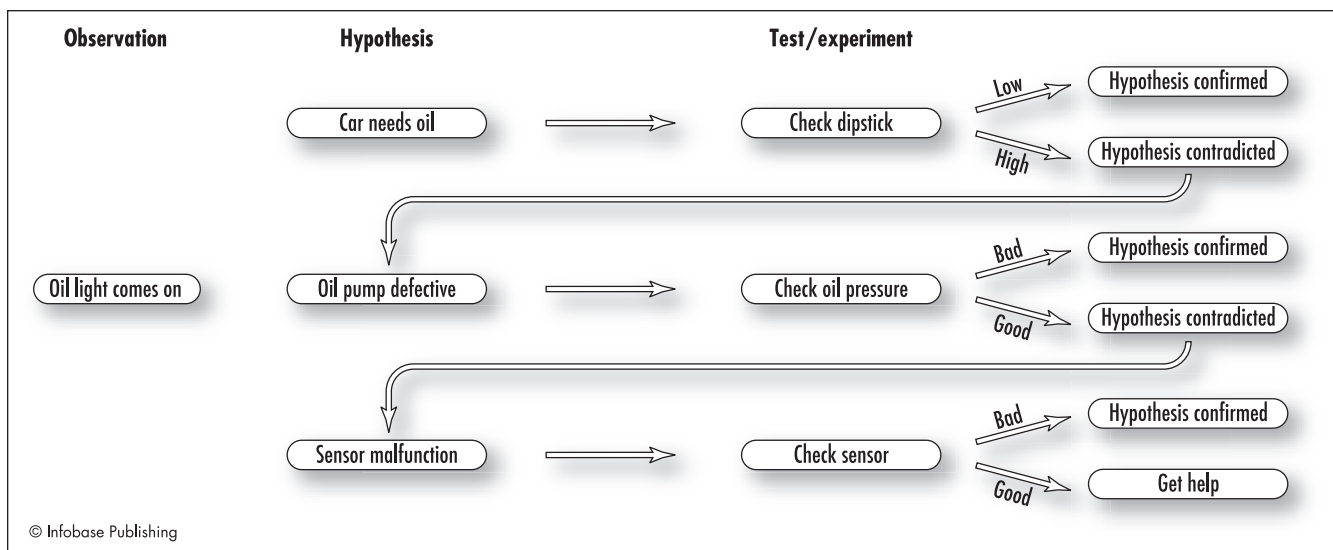 Observation
Hypothesis
Test/experiment
Car needs oil
Check dipstick
Low
Hypothesis confirmed
High
Hypothesis contradicted
Oil light comes on
Oil pump defective
Check oil pressure
Bad
Hypothesis confirmed
Good
Hypothesis contradicted
Sensor malfunction
Check sensor
Bad
Hypothesis confirmed
Good
Get help
© Infobase Publishing